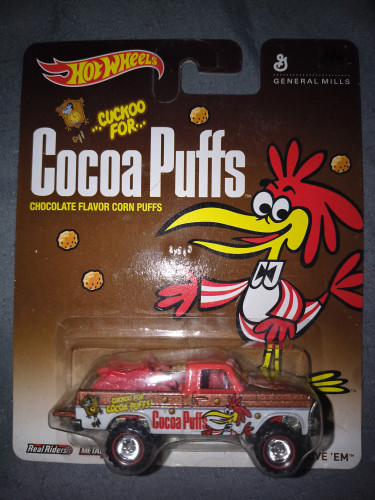 HOT WHEELS
GENERAL MILLS
CUCKOO
FOR...
Cocoa Puffs™
CHOCOLATE FLAVOR CORN PUFFS
CUCKOO FOR
COCOA PUFFS
Cocoa Puffs
Real Riders